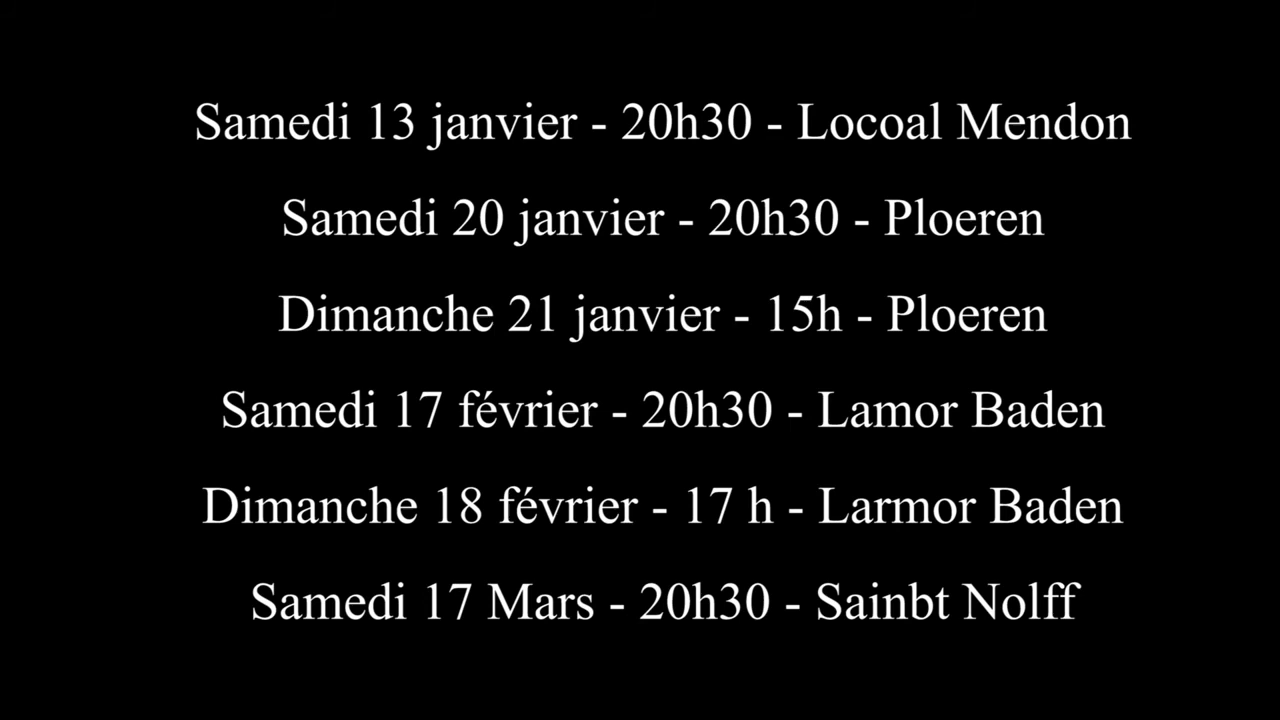 Samedi 13 janvier - 20h30 - Locoal Mendon
Samedi 20 janvier - 20h30 - Ploeren
Dimanche 21 janvier - 15h - Ploeren
Samedi 17 février - 20h30 - Lamor Baden
Dimanche 18 février - 17 h - Larmor Baden
Samedi 17 Mars - 20h30 - Sainbt Nolff